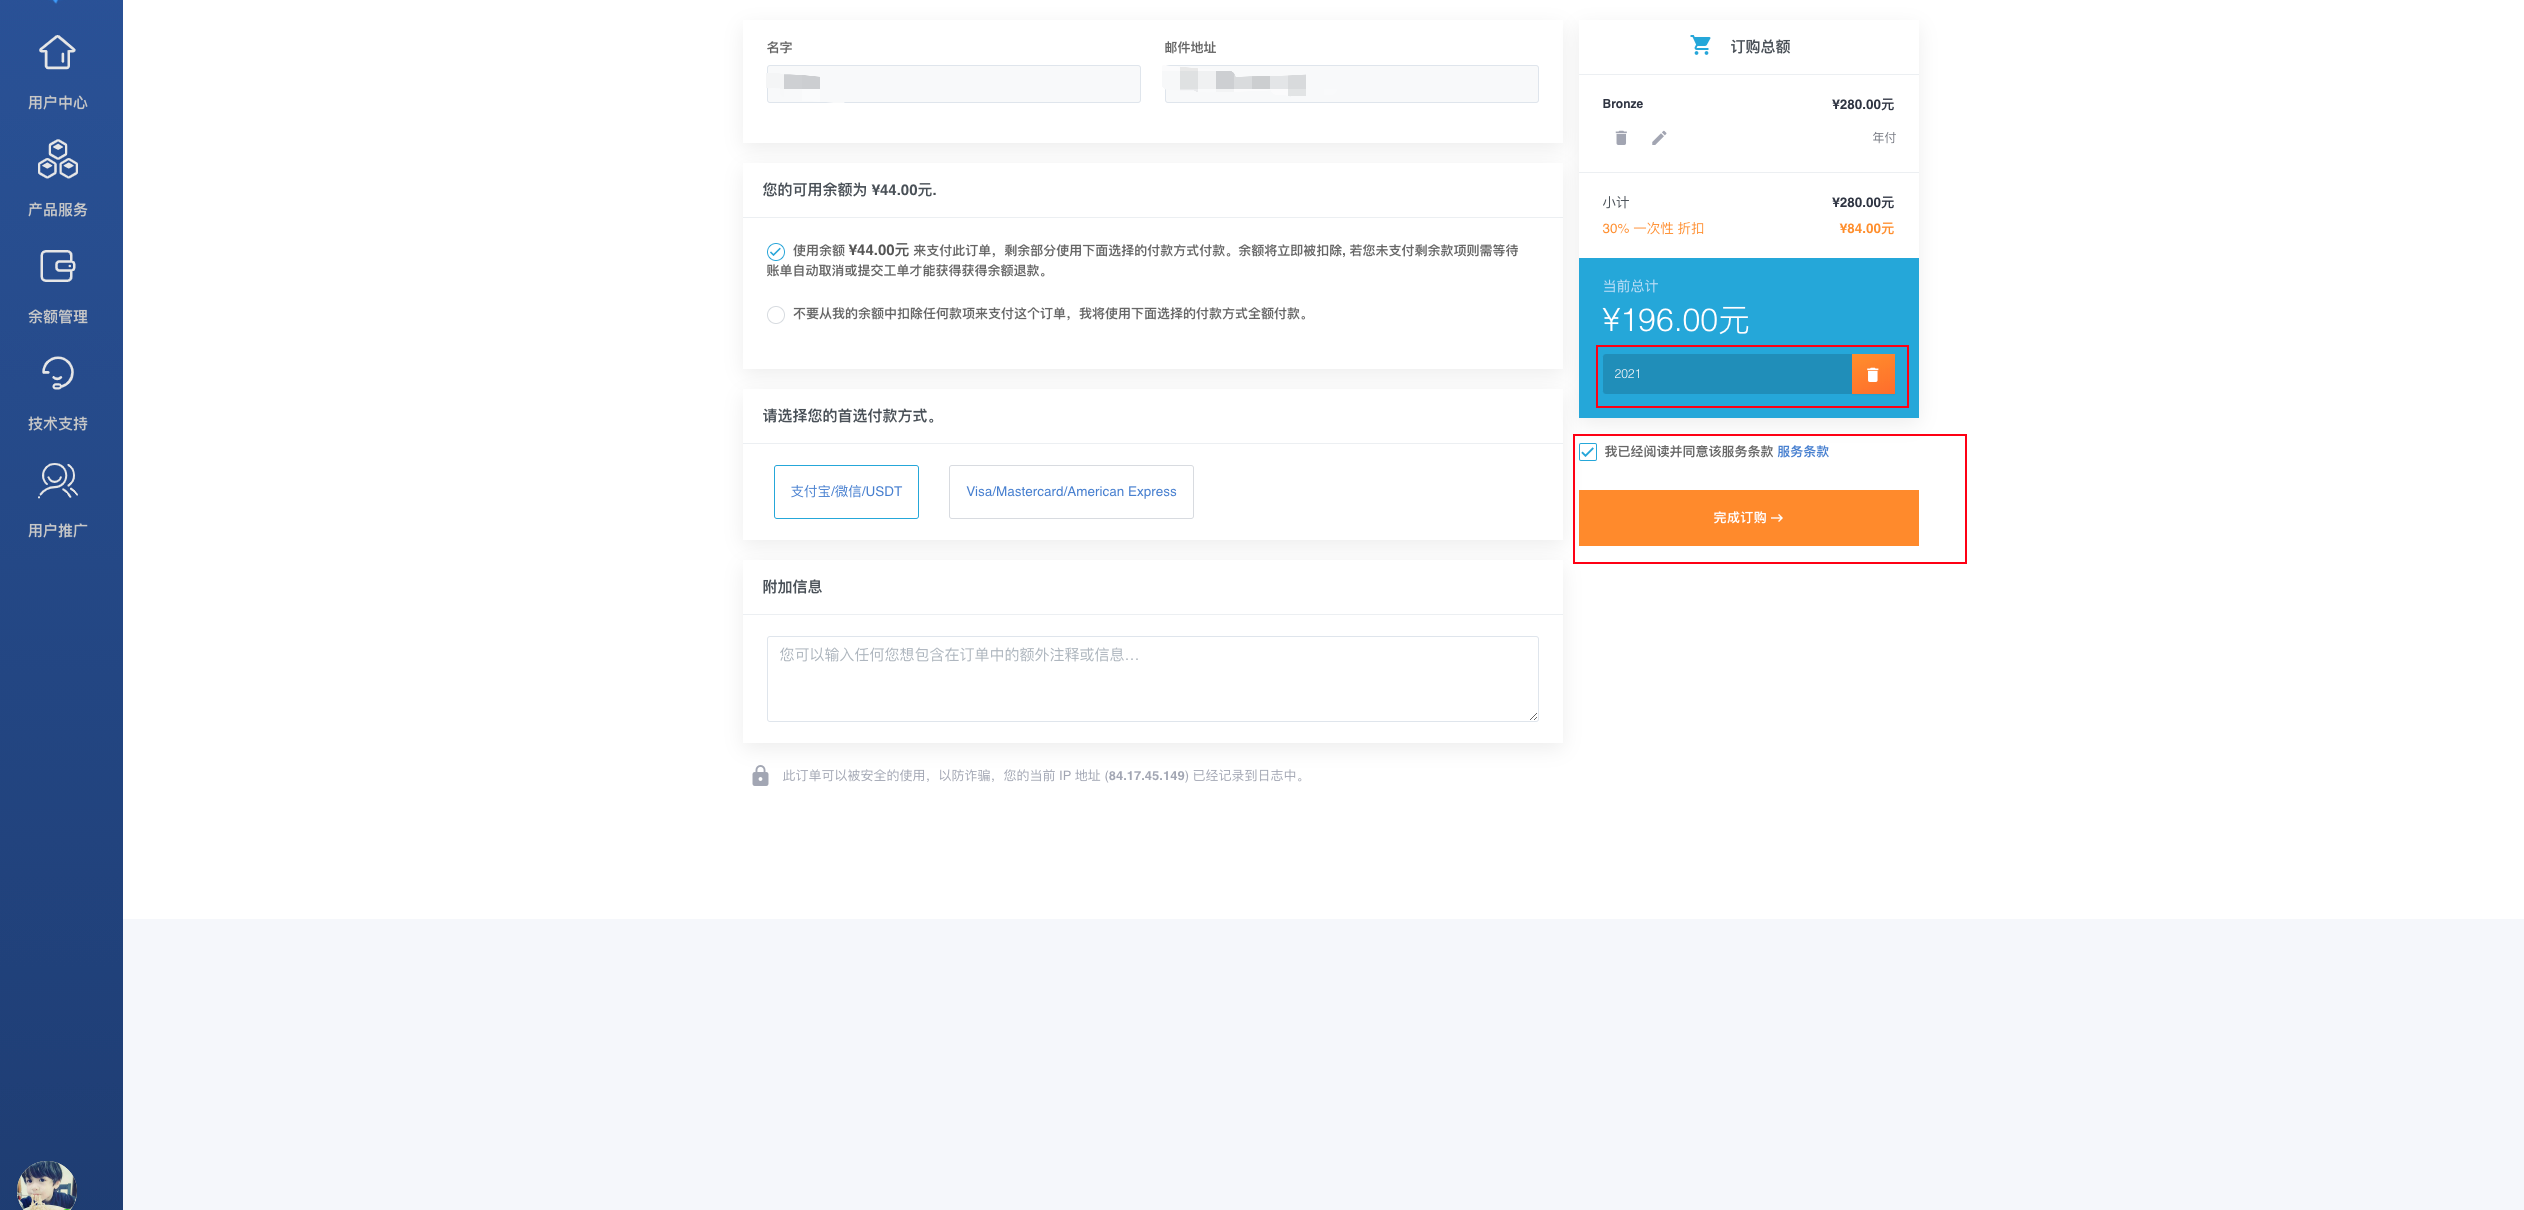 用户中心
产品服务
余额管理
技术支持
用户推广
名字
邮件地址
您的可用余额为 ¥44.00元.
使用余额 ¥44.00元 来支付此订单，剩余部分使用下面选择的付款方式付款。余额将立即被扣除, 若您未支付剩余款项则需等待
账单自动取消或提交工单才能获得获得余额退款。
不要从我的余额中扣除任何款项来支付这个订单，我将使用下面选择的付款方式全额付款。
请选择您的首选付款方式。
支付宝/微信/USDT
Visa/Mastercard/American Express
附加信息
您可以输入任何您想包含在订单中的额外注释或信息…
此订单可以被安全的使用，以防诈骗，您的当前 IP 地址 (84.17.45.149) 已经记录到日志中。
订购总额
Bronze ¥280.00元
年付
小计 ¥280.00元
30% 一次性 折扣 ¥84.00元
当前总计
¥196.00元
2021
我已经阅读并同意该服务条款 服务条款
完成订购 →